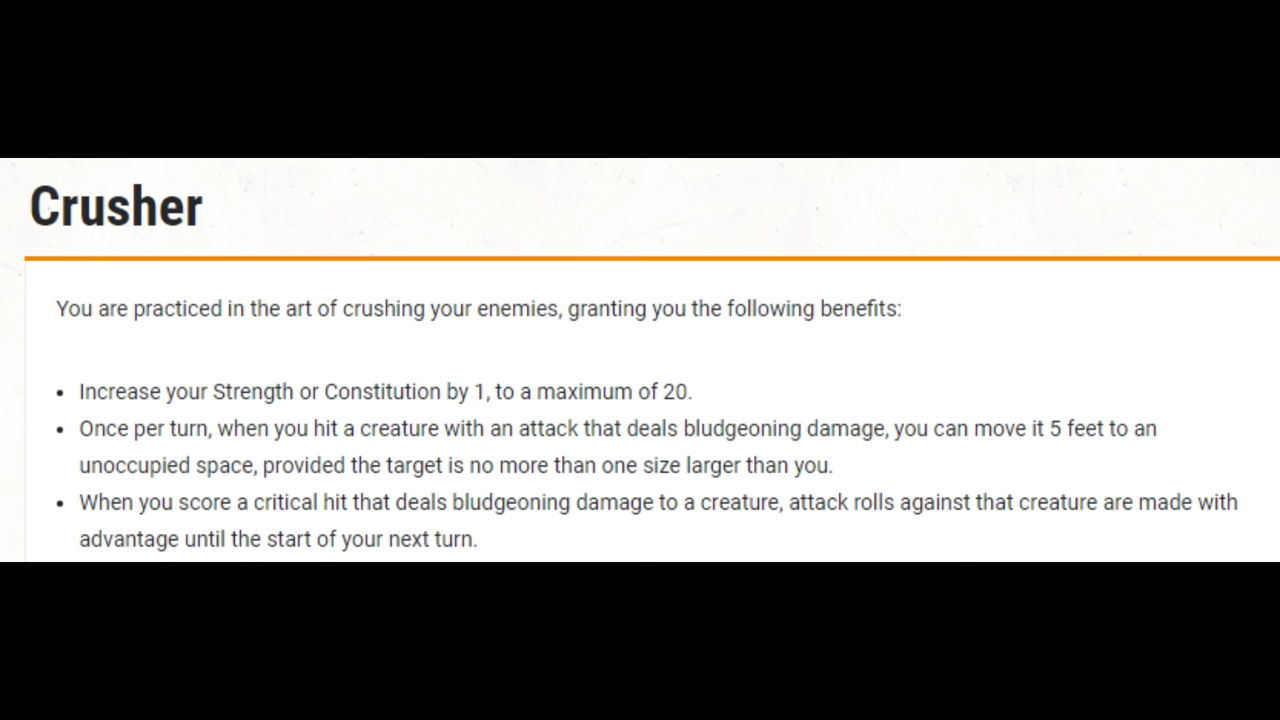 Crusher
You are practiced in the art of crushing your enemies, granting you the following benefits:
• Increase your Strength or Constitution by 1, to a maximum of 20.
• Once per turn, when you hit a creature with an attack that deals bludgeoning damage, you can move it 5 feet to an
unoccupied space, provided the target is no more than one size larger than you.
• When you score a critical hit that deals bludgeoning damage to a creature, attack rolls against that creature are made with
advantage until the start of your next turn.